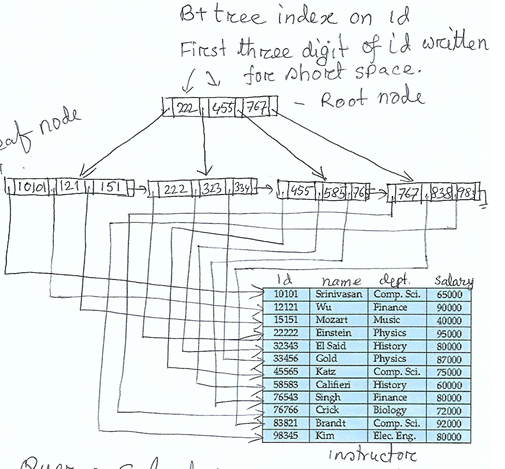 B+ tree index on id
First three digit of id written
for short space.
222 455 767 - Root node
eaf node
10101 121 151 222 323 334 455 585 76 767 838 98
id name dept. salary
10101 Srinivasan Comp. Sci. 65000
12121 Wu Finance 90000
15151 Mozart Music 40000
22222 Einstein Physics 95000
32343 El Said History 80000
33456 Gold Physics 87000
45565 Katz Comp. Sci. 75000
58583 Califieri History 60000
76543 Singh Finance 80000
76766 Crick Biology 72000
83821 Brandt Comp. Sci. 92000
98345 Kim Elec. Eng. 80000
instructor